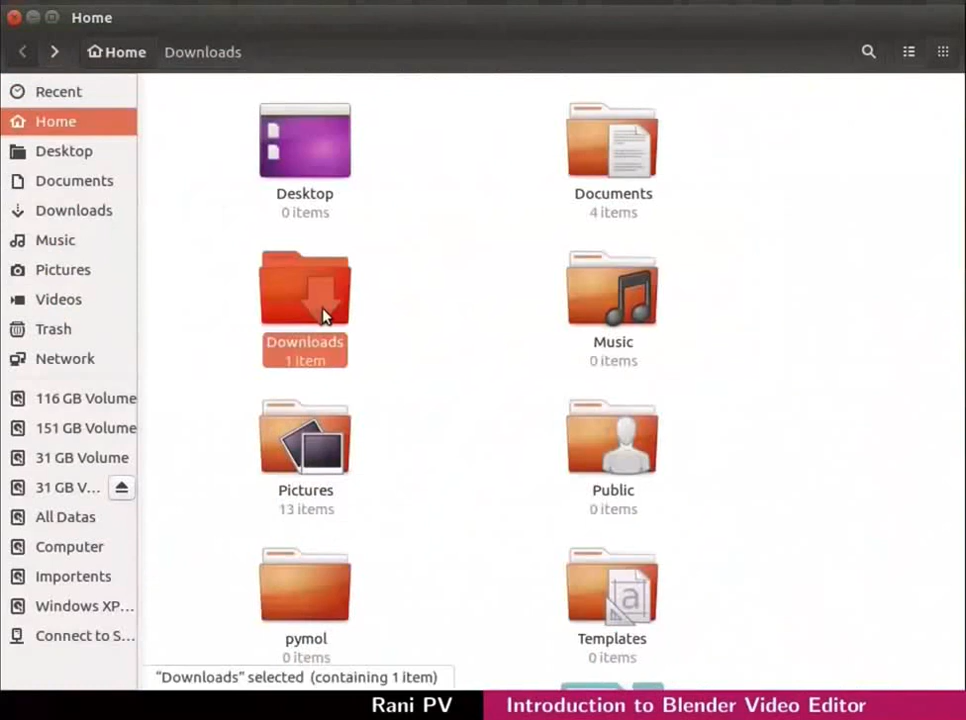 Home
Home Downloads
Recent
Home
Desktop
Documents
Downloads
Music
Pictures
Videos
Trash
Network
116 GB Volume
151 GB Volume
31 GB Volume
31 GB V...
All Datas
Computer
Importents
Windows XP...
Connect to S...
Desktop
0 items
Documents
4 items
Downloads
1 item
Music
0 items
Pictures
13 items
Public
0 items
pymol
0 items
Templates
0 items
a
"Downloads" selected (containing 1 item)
Rani PV Introduction to Blender Video Editor